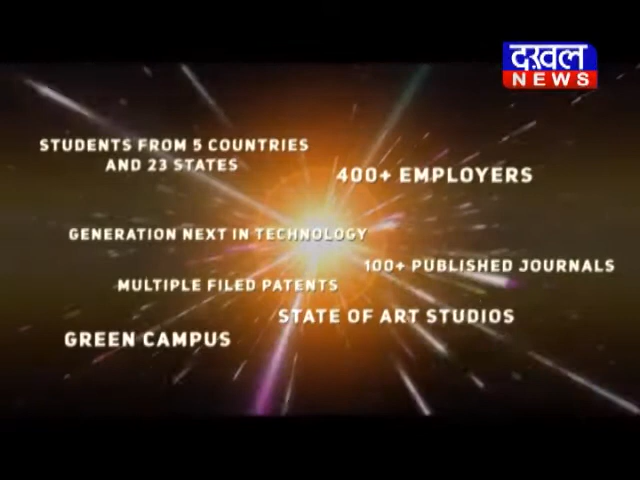 दख़ल
NEWS
STUDENTS FROM 5 COUNTRIES
AND 23 STATES
400+ EMPLOYERS
GENERATION NEXT IN TECHNOLOGY
100+ PUBLISHED JOURNALS
MULTIPLE FILED PATENTS
STATE OF ART STUDIOS
GREEN CAMPUS